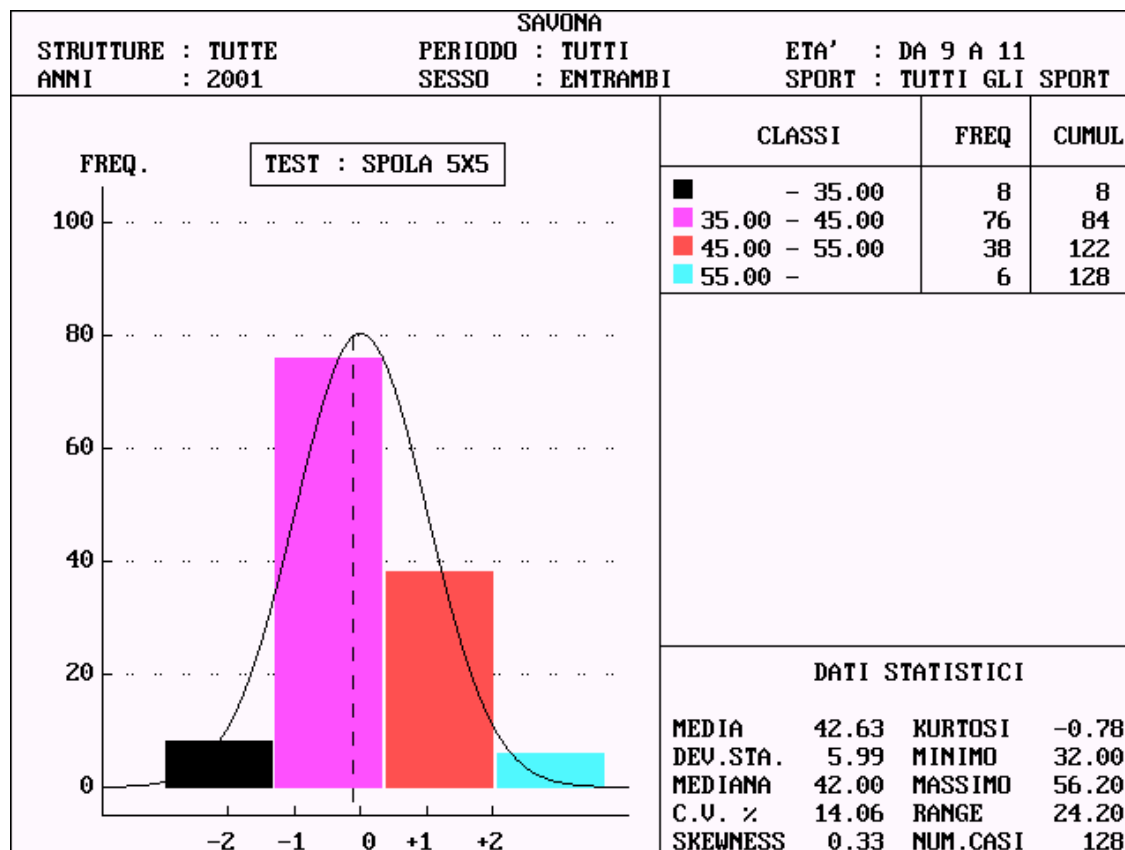 SAVONA
STRUTTURE : TUTTE PERIODO : TUTTI ETA' : DA 9 A 11
ANNI : 2001 SESSO : ENTRAMBI SPORT : TUTTI GLI SPORT
FREQ.
TEST : SPOLA 5X5
100
80
60
40
20
0
-2 -1 0 +1 +2
CLASSI FREQ CUMUL
- 35.00 8 8
35.00 - 45.00 76 84
45.00 - 55.00 38 122
55.00 - 6 128
DATI STATISTICI
MEDIA 42.63 KURTOSI -0.78
DEV.STA. 5.99 MINIMO 32.00
MEDIANA 42.00 MASSIMO 56.20
C.V. % 14.06 RANGE 24.20
SKEWNESS 0.33 NUM.CASI 128